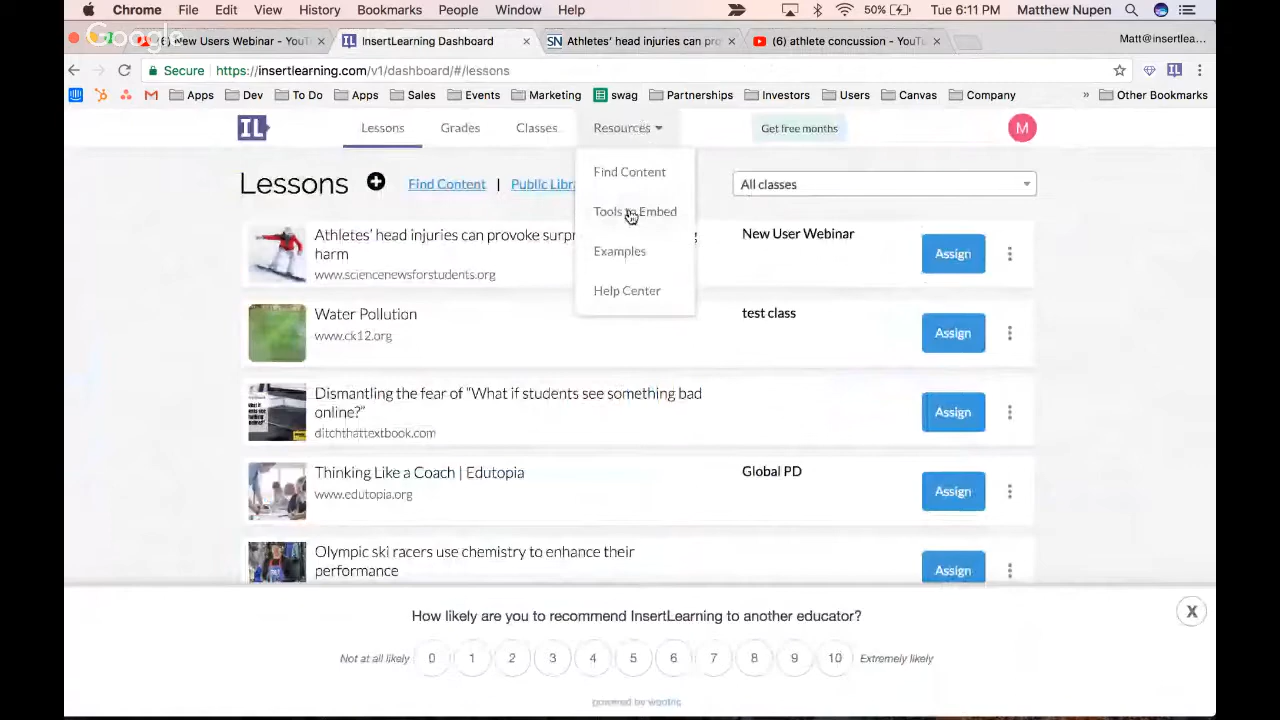 Chrome File Edit View History Bookmarks People Window Help 50% Tue 6:11 PM Matthew Nupen
Google
New Users Webinar - YouT
InsertLearning Dashboard
SN Athletes' head injuries can pro
(6) athlete concussion - YouTu
Matt@insertlea...
Secure https://insertlearning.com/v1/dashboard/#/lessons
Apps Dev To Do Apps Sales Events Marketing swag Partnerships Investors Users Canvas Company » Other Bookmarks
IL Lessons Grades Classes Resources Get free months M
Find Content
Tools to Embed
Examples
Help Center
Lessons Find Content | Public Libra All classes
Athletes' head injuries can provoke surpr
harm
www.sciencenewsforstudents.org
New User Webinar
Assign
Water Pollution
www.ck12.org
test class
Assign
Dismantling the fear of “What if students see something bad
online?”
ditchthattextbook.com
Assign
Thinking Like a Coach | Edutopia
www.edutopia.org
Global PD
Assign
Olympic ski racers use chemistry to enhance their
performance
Assign
How likely are you to recommend InsertLearning to another educator?
X
Not at all likely 0 1 2 3 4 5 6 7 8 9 10 Extremely likely
powered by wootric